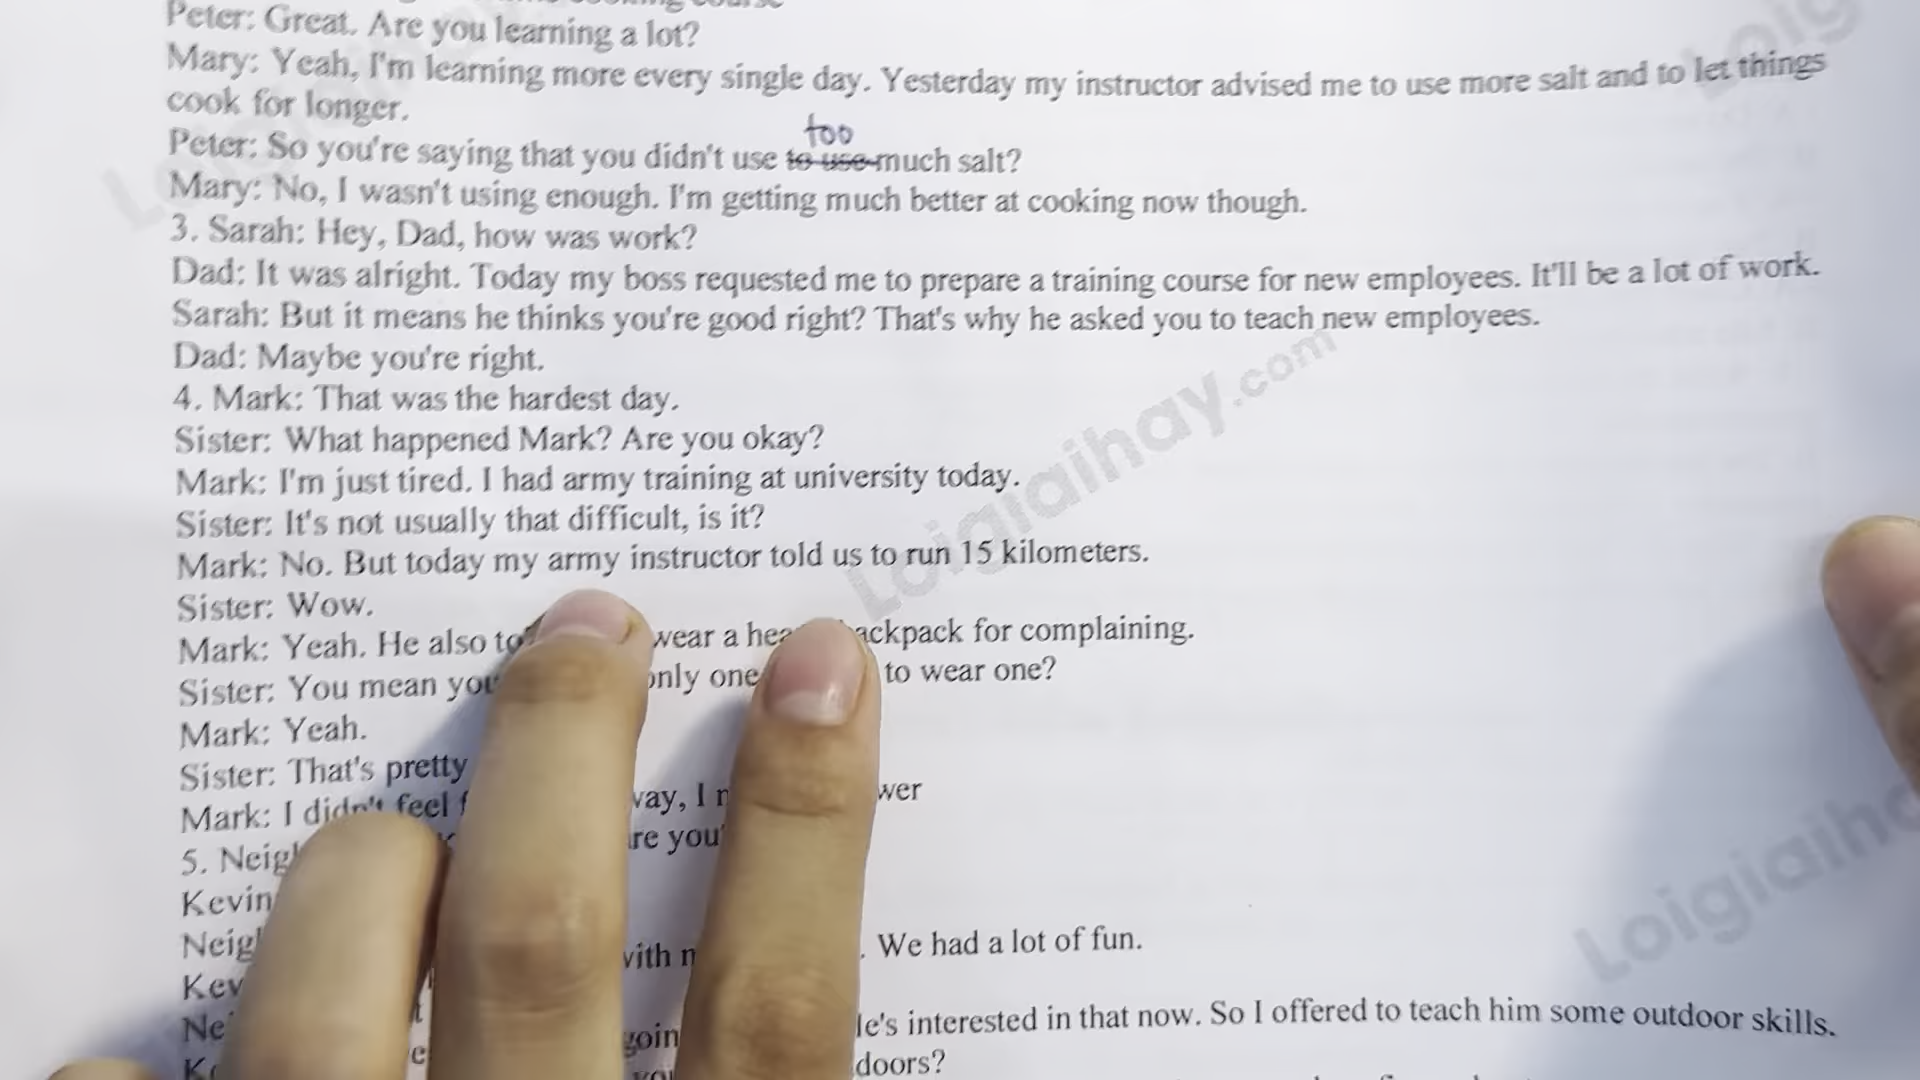 Peter: Great. Are you learning a lot?
Mary: Yeah, I'm learning more every single day. Yesterday my instructor advised me to use more salt and to let things
cook for longer.
too
Peter: So you're saying that you didn't use to use much salt?
Mary: No, I wasn't using enough. I'm getting much better at cooking now though.
3. Sarah: Hey, Dad, how was work?
Dad: It was alright. Today my boss requested me to prepare a training course for new employees. It'll be a lot of work.
Sarah: But it means he thinks you're good right? That's why he asked you to teach new employees.
Dad: Maybe you're right.
4. Mark: That was the hardest day.
Sister: What happened Mark? Are you okay?
Mark: I'm just tired. I had army training at university today.
Sister: It's not usually that difficult, is it?
Mark: No. But today my army instructor told us to run 15 kilometers.
Sister: Wow.
Mark: Yeah. He also wear a backpack for complaining.
Sister: You mean only one to wear one?
Mark: Yeah.
Sister: That's pretty
Mark: I didn't feel I
5.
Kevin
We had a lot of fun.
interested in that now. So I offered to teach him some outdoor skills.
Loigiaihay.com